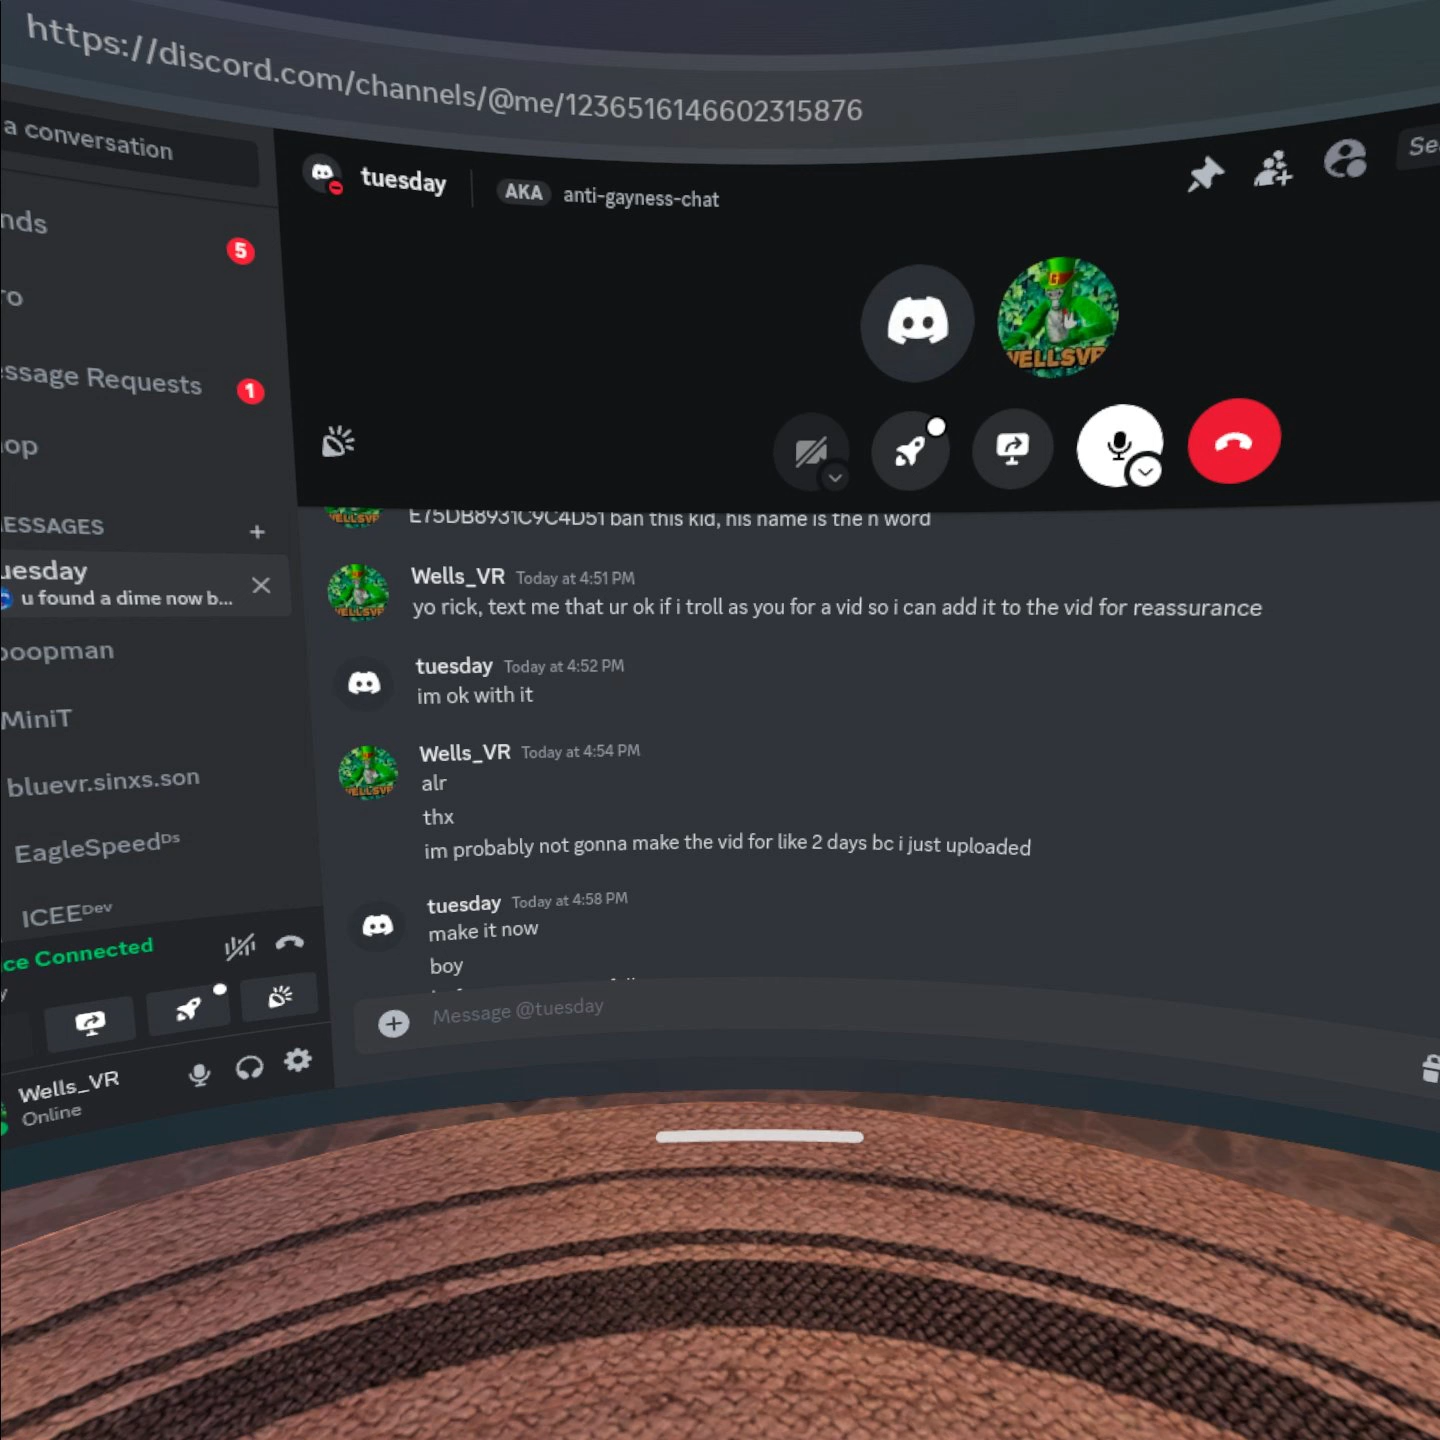 https://discord.com/channels/@me/1236516146602315876
a conversation
tuesday
AKA
anti-gayness-chat
nds
5
ro
ssage Requests
1
op
ESSAGES
+
uesday
u found a dime now b...
poopman
MiniT
bluevr.sinxs.son
EagleSpeedDs
ICEEDev
ce Connected
y
Wells_VR
Online
Sea
WELLSVR
E75DB8931C9C4D51 ban this kid, his name is the n word
Wells_VR Today at 4:51 PM
yo rick, text me that ur ok if i troll as you for a vid so i can add it to the vid for reassurance
tuesday Today at 4:52 PM
im ok with it
Wells_VR Today at 4:54 PM
alr
thx
im probably not gonna make the vid for like 2 days bc i just uploaded
tuesday Today at 4:58 PM
make it now
boy
Message @tuesday